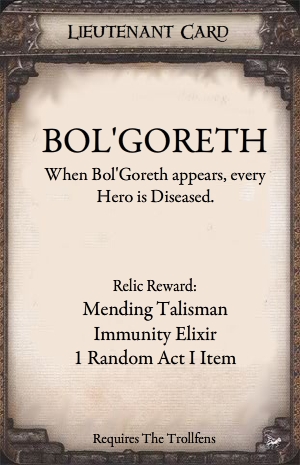 Lieutenant Card
BOL'GORETH
When Bol'Goreth appears, every
Hero is Diseased.
Relic Reward:
Mending Talisman
Immunity Elixir
1 Random Act I Item
Requires The Trollfens